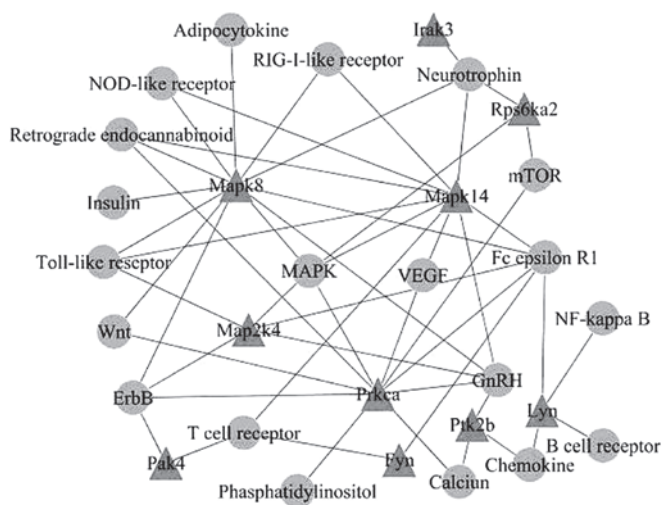 Adipocytokine
Irak3
RIG-I-like receptor
Neurotrophin
NOD-like receptor
Rps6ka2
Retrograde endocannabinoid
mTOR
Mapk8
Mapk14
Insulin
Toll-like rescptor
MAPK
VEGF
Fc epsilon R1
NF-kappa B
Wnt
Map2k4
GnRH
ErbB
Prkca
Lyn
Ptk2b
T cell receptor
B cell receptor
Pak4
Fyn
Chemokine
Phasphatidylinositol
Calciun